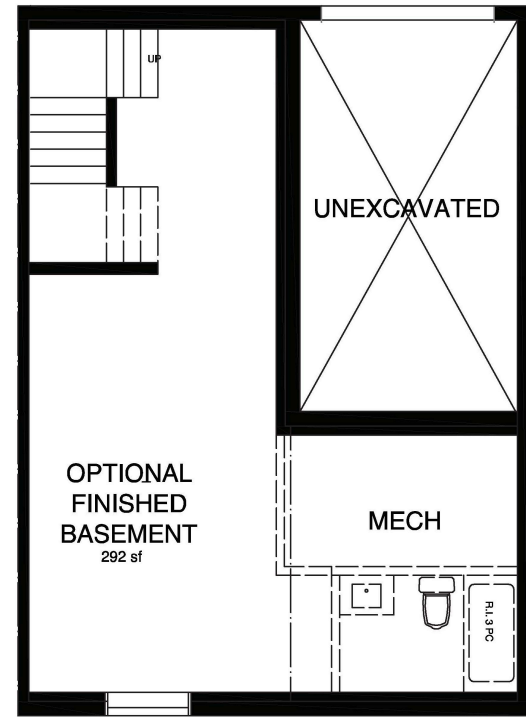 UP
UNEXCAVATED
OPTIONAL
FINISHED
BASEMENT
292 sf
MECH
R.I. 3 PC